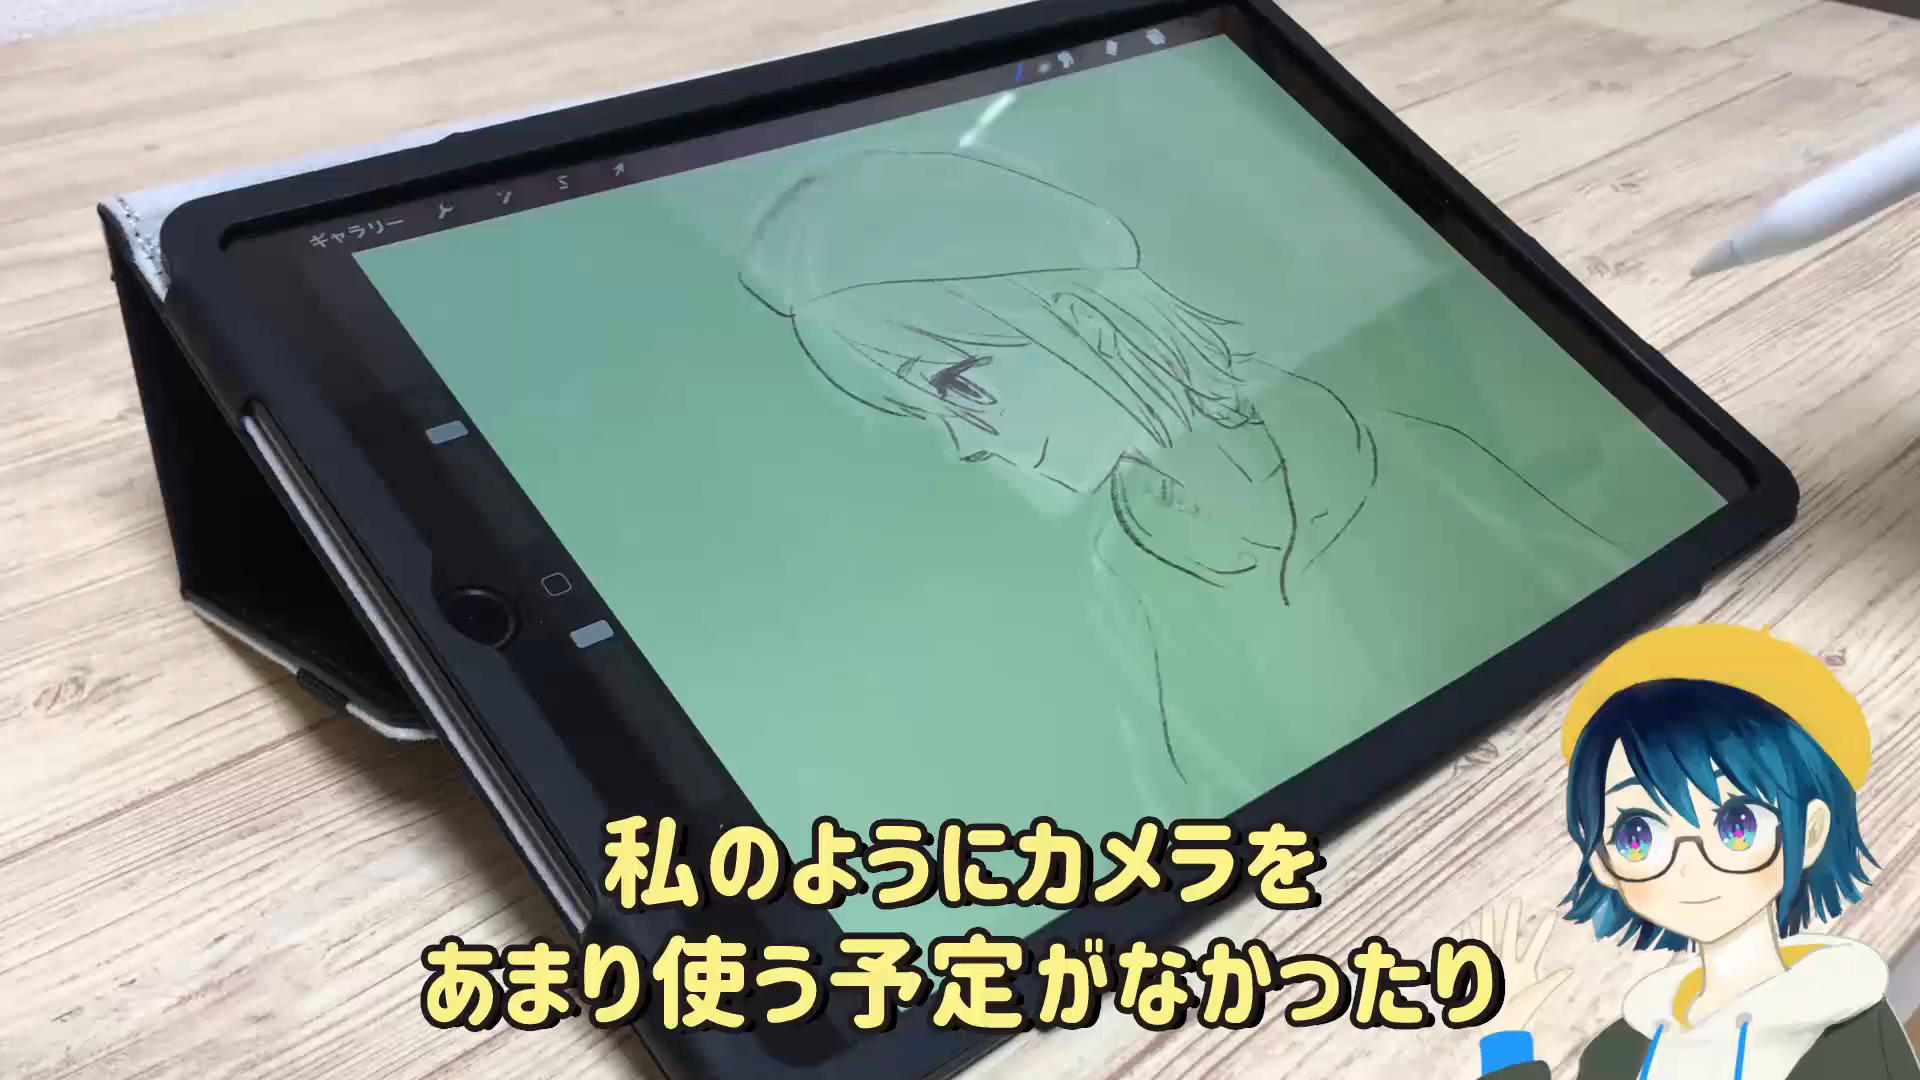 ギャラリー
私のようにカメラを
あまり使う予定がなかったり